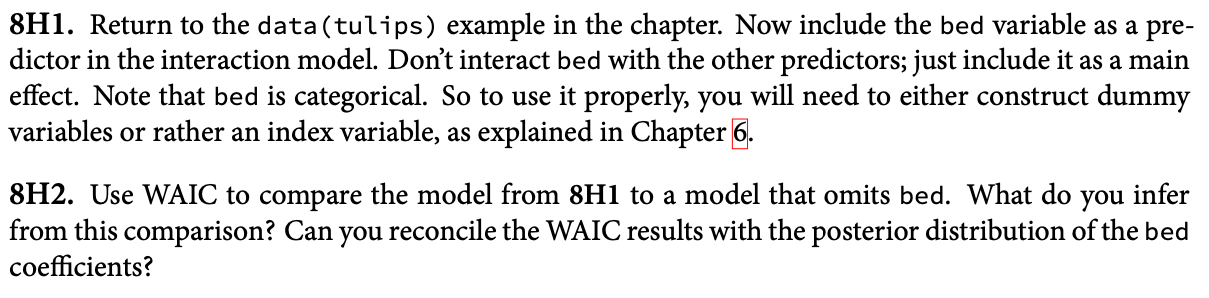 8H1. Return to the data(tulips) example in the chapter. Now include the bed variable as a pre-
dictor in the interaction model. Don’t interact bed with the other predictors; just include it as a main
effect. Note that bed is categorical. So to use it properly, you will need to either construct dummy
variables or rather an index variable, as explained in Chapter 6.
8H2. Use WAIC to compare the model from 8H1 to a model that omits bed. What do you infer
from this comparison? Can you reconcile the WAIC results with the posterior distribution of the bed
coefficients?